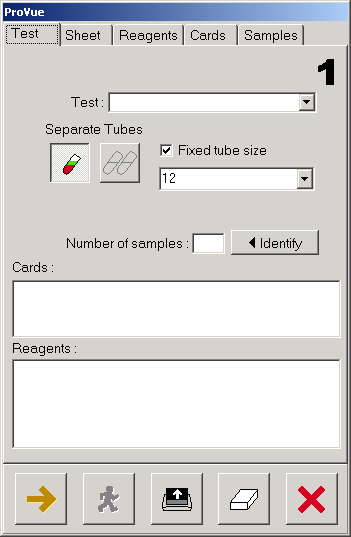 ProVue
Test Sheet Reagents Cards Samples
1
Test :
Separate Tubes
Fixed tube size
12
Number of samples : Identify
Cards :
Reagents :